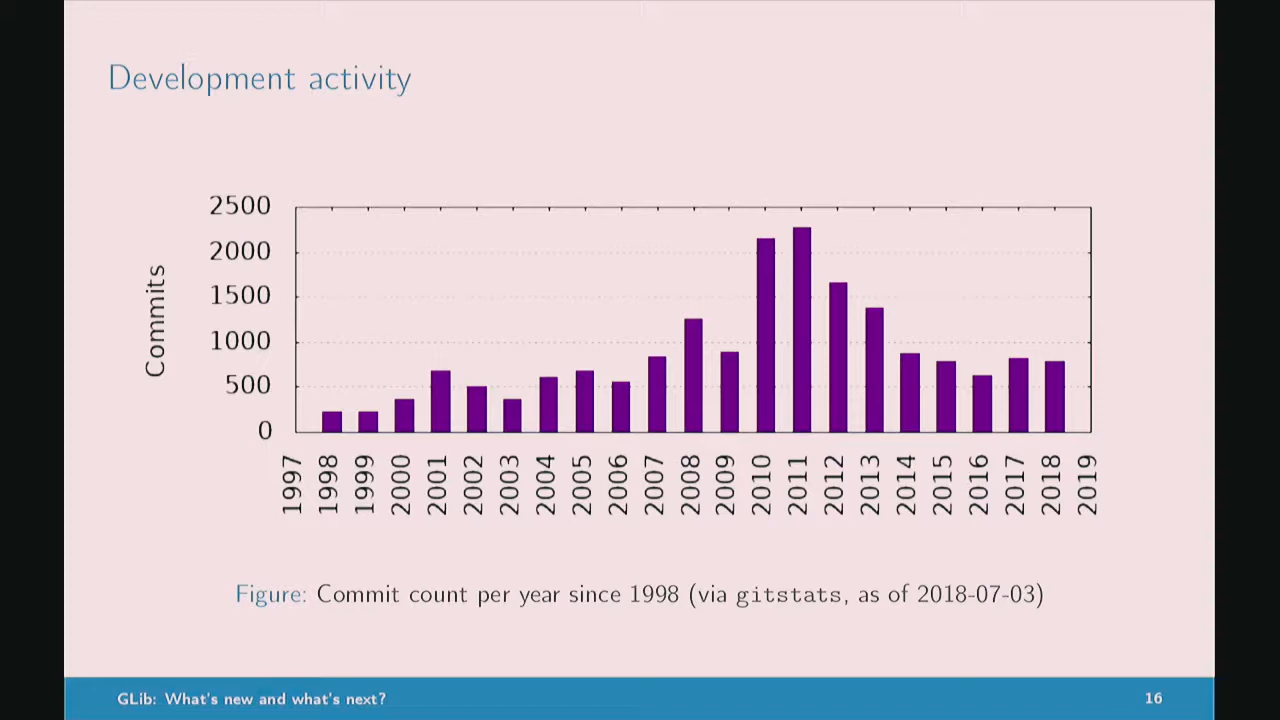 Development activity
2500
2000
1500
1000
500
0
Commits
1997 1998 1999 2000 2001 2002 2003 2004 2005 2006 2007 2008 2009 2010 2011 2012 2013 2014 2015 2016 2017 2018 2019
Figure: Commit count per year since 1998 (via gitstats, as of 2018-07-03)
GLib: What's new and what's next? 16